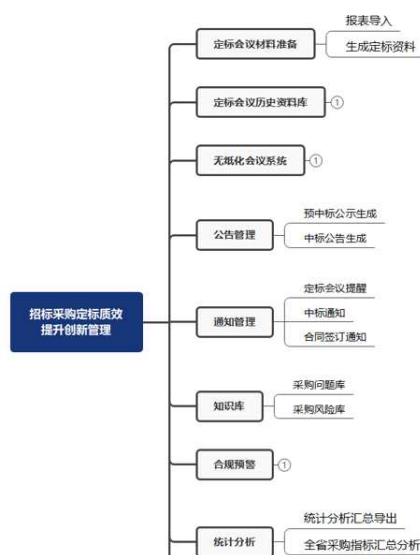 报表导入
定标会议材料准备
生成定标资料
定标会议历史资料库
1
无纸化会议系统
1
预中标公示生成
公告管理
中标公告生成
定标会议提醒
招标采购定标质效
提升创新管理
通知管理
中标通知
合同签订通知
采购问题库
知识库
采购风险库
合规预警
1
统计分析汇总导出
统计分析
全省采购指标汇总分析